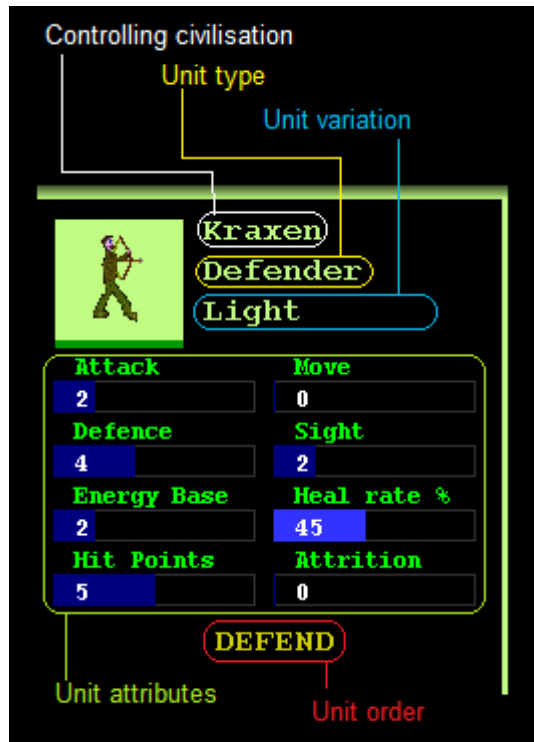 Controlling civilisation
Unit type
Unit variation
Kraxen
Defender
Light
Attack Move
2 0
Defence Sight
4 2
Energy Base Heal rate %
2 45
Hit Points Attrition
5 0
DEFEND
Unit attributes
Unit order